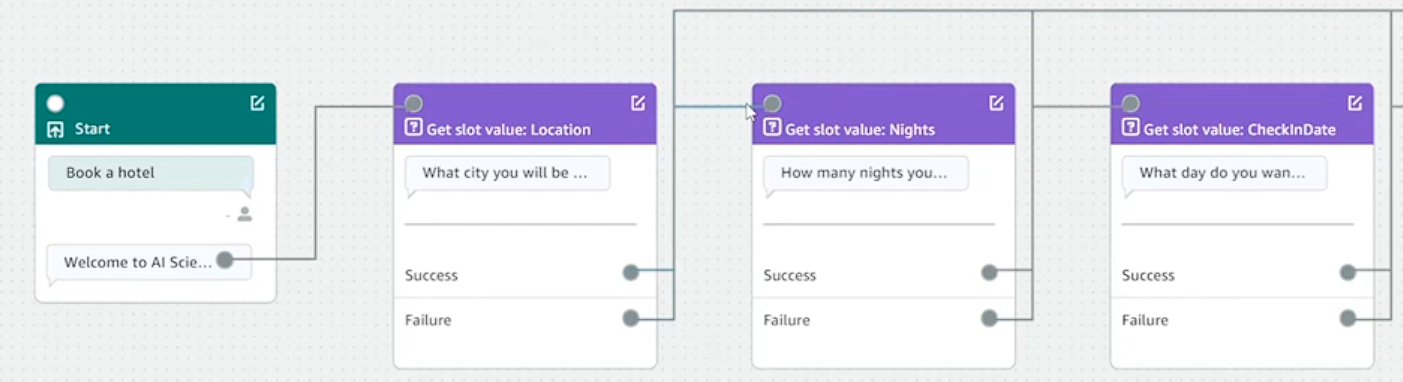 Start
Book a hotel
-
Welcome to AI Scie...
Get slot value: Location
What city you will be ...
Success
Failure
Get slot value: Nights
How many nights you...
Success
Failure
Get slot value: CheckInDate
What day do you wan...
Success
Failure